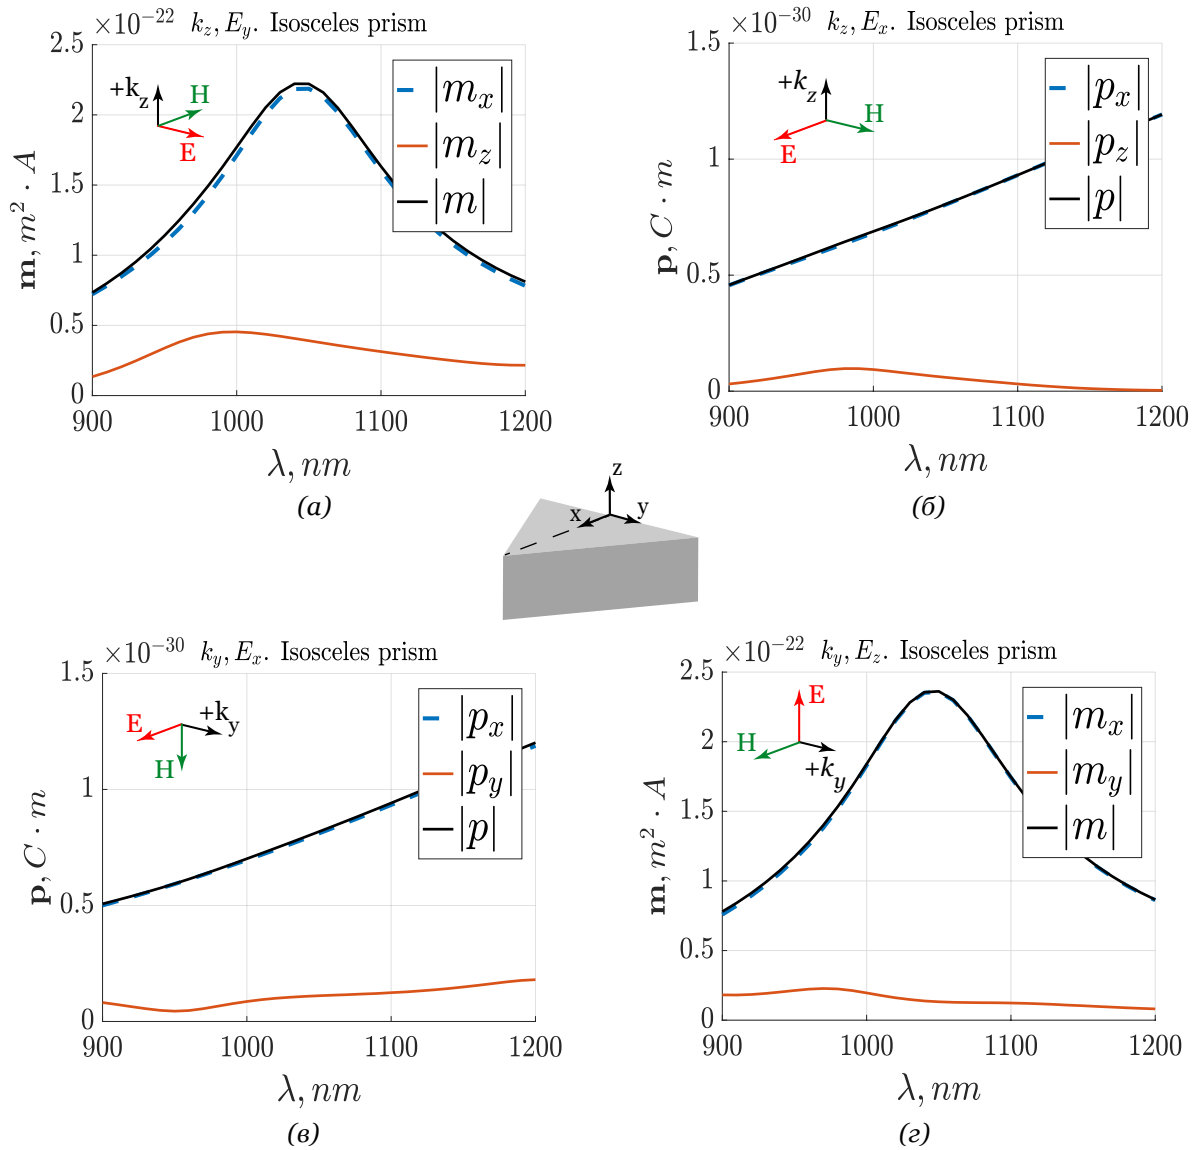 ×10⁻²² k_z, E_y. Isosceles prism
2.5
2
1.5
1
0.5
0
m, m² · A
+k_z
H
E
|m_x|
|m_z|
|m|
900 1000 1100 1200
λ, nm
(а)
×10⁻³⁰ k_z, E_x. Isosceles prism
1.5
1
0.5
0
p, C · m
+k_z
H
E
|p_x|
|p_z|
|p|
900 1000 1100 1200
λ, nm
(б)
z
x
y
×10⁻³⁰ k_y, E_x. Isosceles prism
1.5
1
0.5
0
p, C · m
E
+k_y
H
|p_x|
|p_y|
|p|
900 1000 1100 1200
λ, nm
(в)
×10⁻²² k_y, E_z. Isosceles prism
2.5
2
1.5
1
0.5
0
m, m² · A
E
H
+k_y
|m_x|
|m_y|
|m|
900 1000 1100 1200
λ, nm
(г)